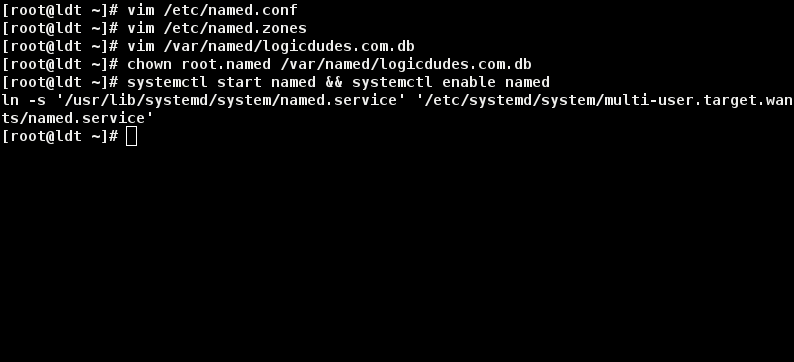 [root@ldt ~]# vim /etc/named.conf
[root@ldt ~]# vim /etc/named.zones
[root@ldt ~]# vim /var/named/logicdudes.com.db
[root@ldt ~]# chown root.named /var/named/logicdudes.com.db
[root@ldt ~]# systemctl start named && systemctl enable named
ln -s '/usr/lib/systemd/system/named.service' '/etc/systemd/system/multi-user.target.wan
ts/named.service'
[root@ldt ~]#